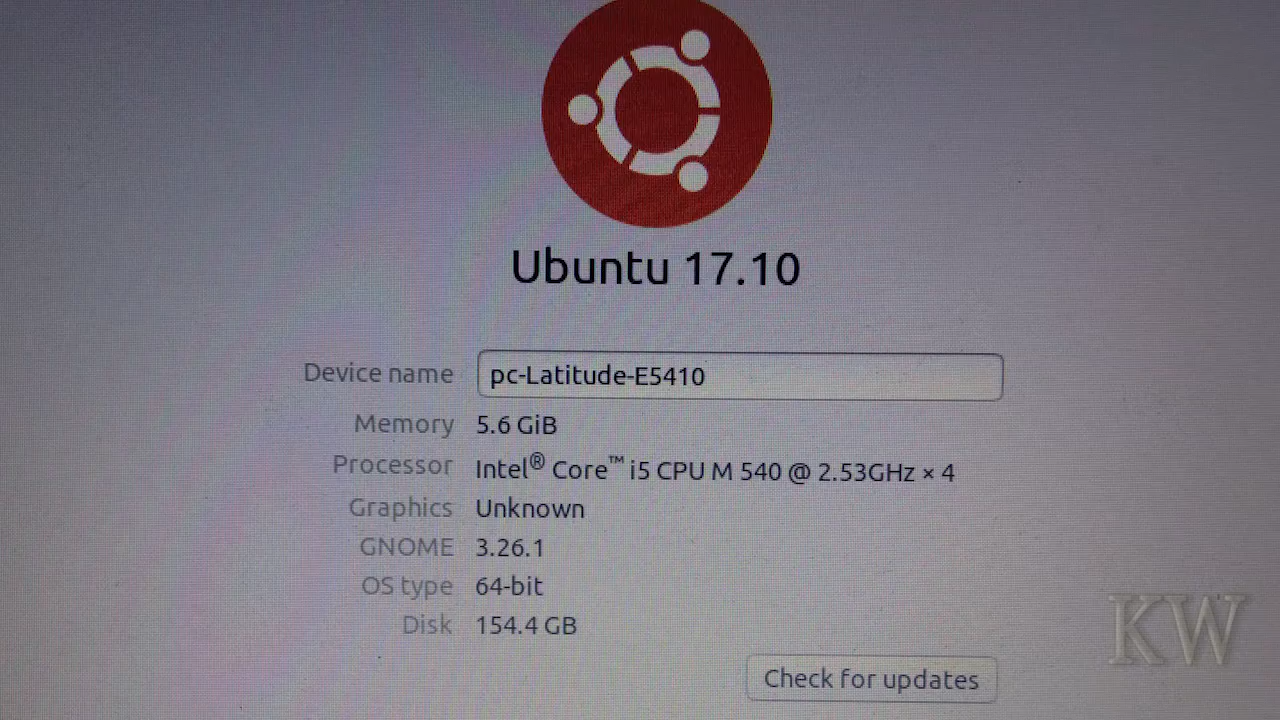 Ubuntu 17.10
Device name pc-Latitude-E5410
Memory 5.6 GiB
Processor Intel® Core™ i5 CPU M 540 @ 2.53GHz × 4
Graphics Unknown
GNOME 3.26.1
OS type 64-bit
Disk 154.4 GB
Check for updates
KW